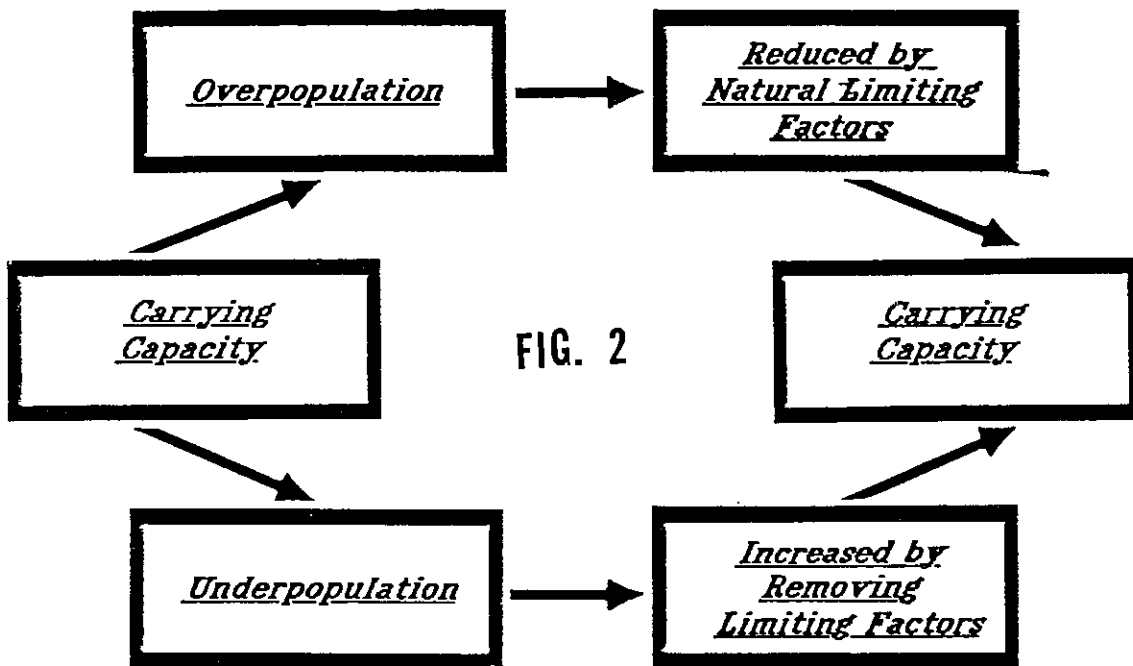 Overpopulation
Reduced by
Natural Limiting
Factors
Carrying
Capacity
FIG. 2
Carrying
Capacity
Underpopulation
Increased by
Removing
Limiting Factors